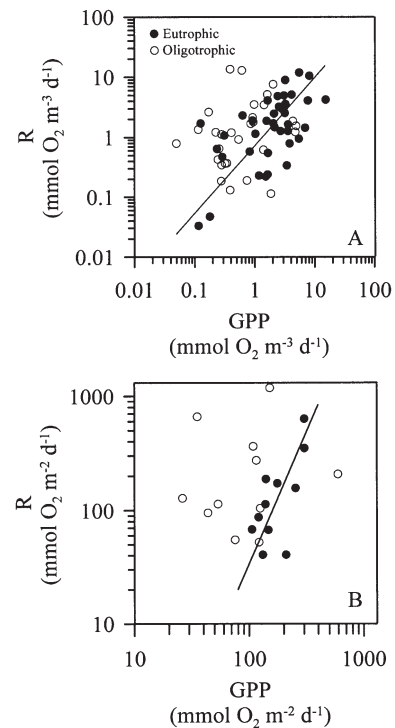 100
● Eutrophic
○ Oligotrophic
10
R
(mmol O₂ m⁻³ d⁻¹)
1
0.1
A
0.01
0.01 0.1 1 10 100
GPP
(mmol O₂ m⁻³ d⁻¹)
1000
R
(mmol O₂ m⁻² d⁻¹)
100
B
10
10 100 1000
GPP
(mmol O₂ m⁻² d⁻¹)